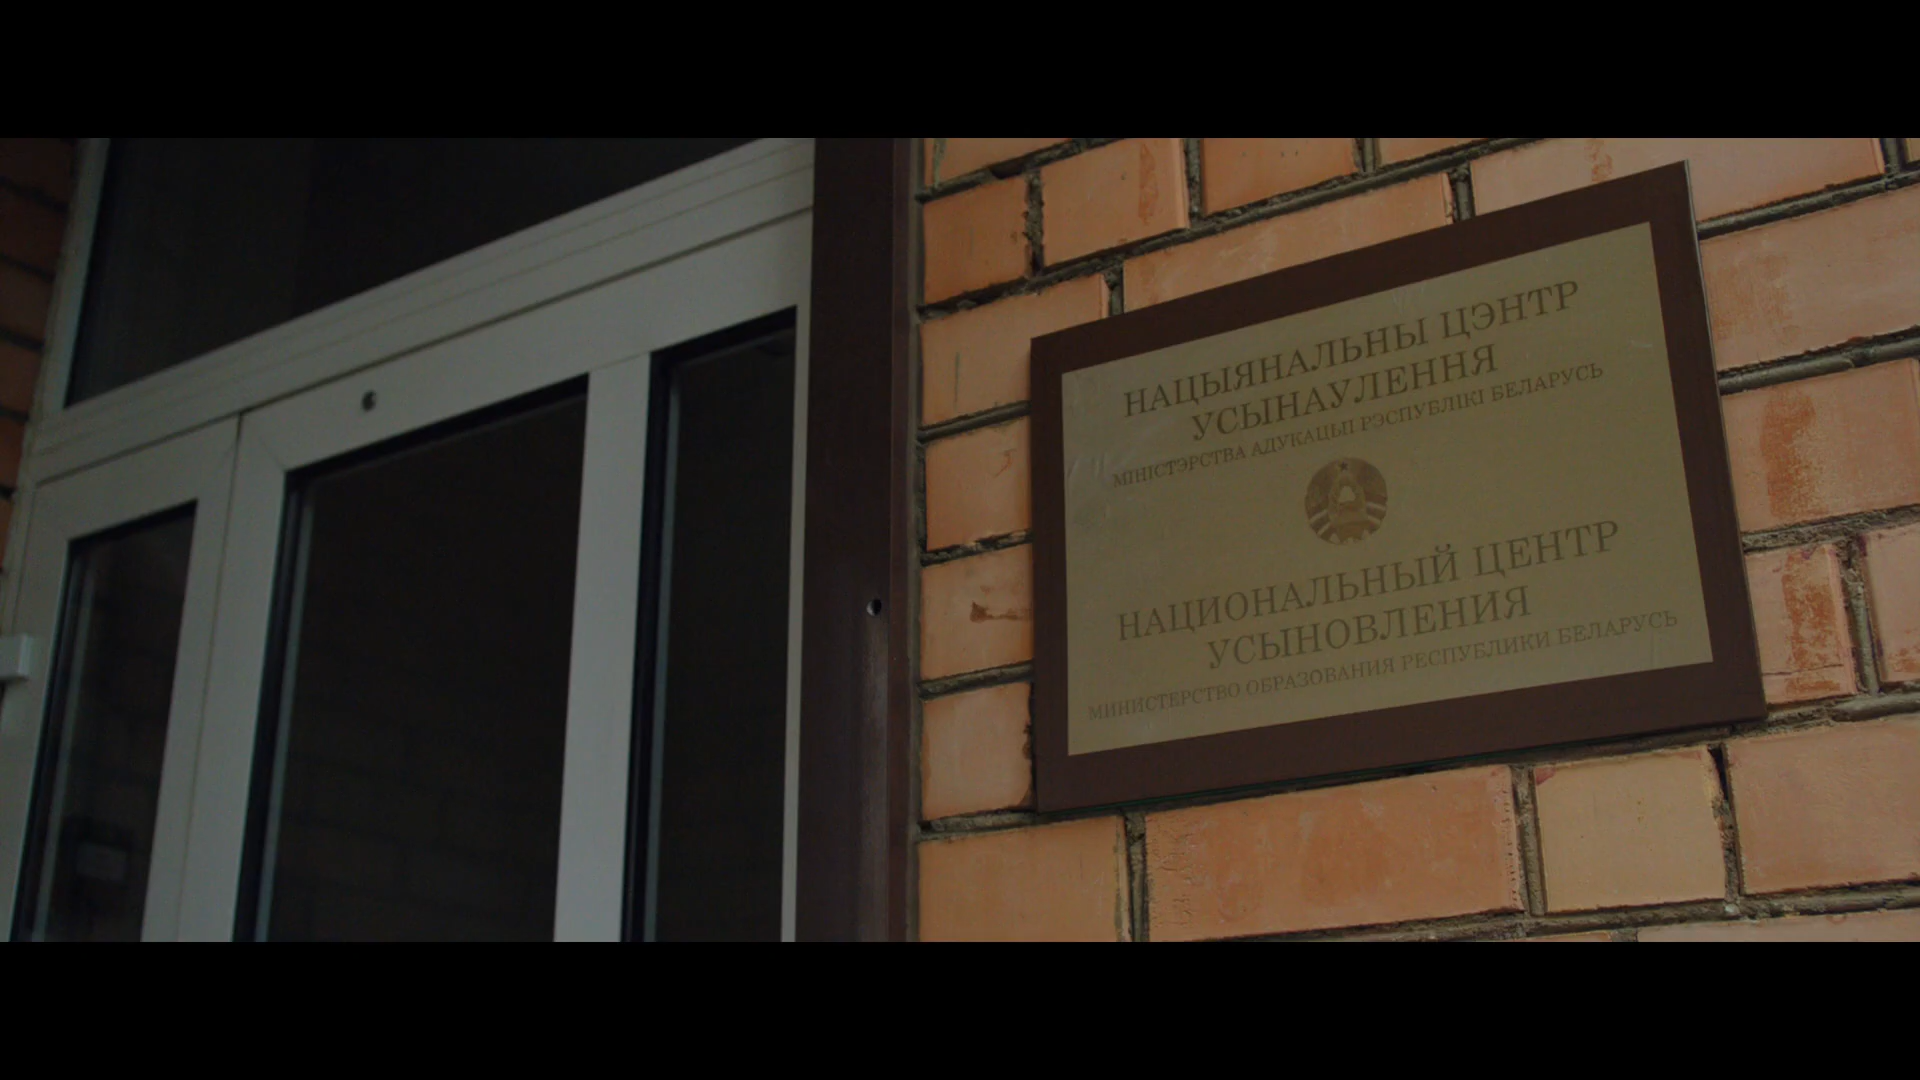 НАЦЫЯНАЛЬНЫ ЦЭНТР
УСЫНАЎЛЕННЯ
МІНІСТЭРСТВА АДУКАЦЫІ РЭСПУБЛІКІ БЕЛАРУСЬ
НАЦИОНАЛЬНЫЙ ЦЕНТР
УСЫНОВЛЕНИЯ
МИНИСТЕРСТВО ОБРАЗОВАНИЯ РЕСПУБЛИКИ БЕЛАРУСЬ